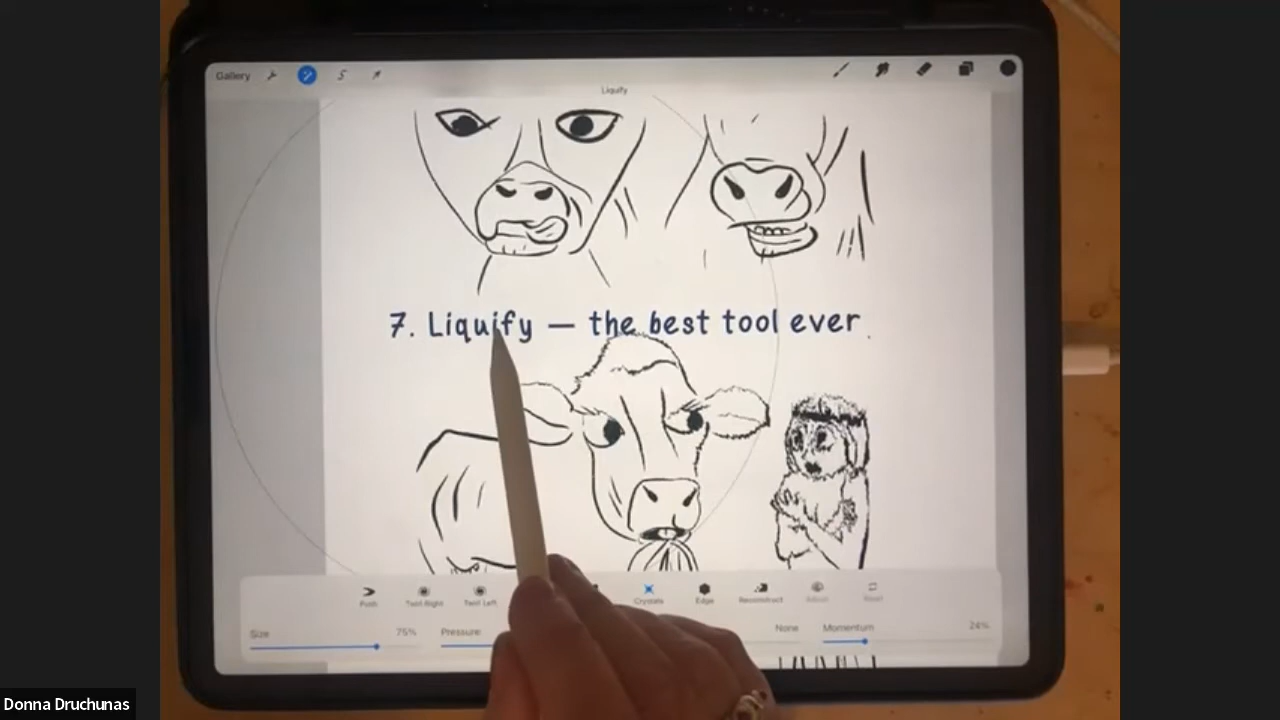 Gallery
Liquify
7. Liquify — the best tool ever.
Push
Twirl Right
Twirl Left
Crystals
Edge
Reconstruct
Adjust
Reset
Size
75%
Pressure
None
Momentum
24%
Donna Druchunas